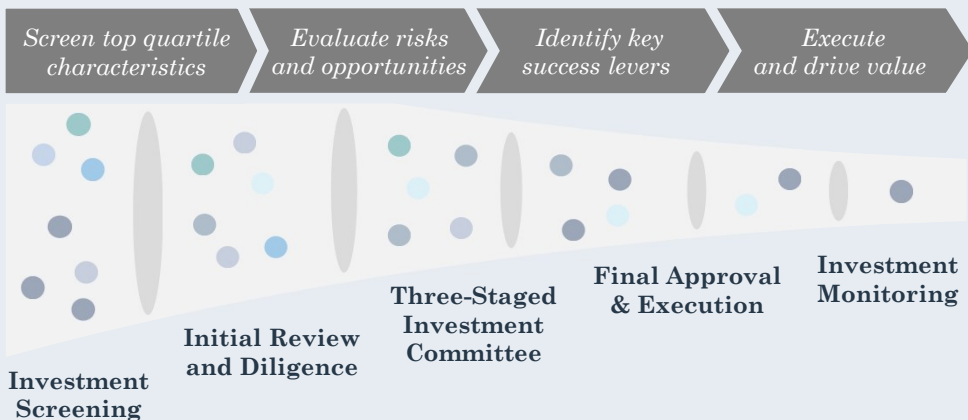 Screen top quartile
characteristics
Evaluate risks
and opportunities
Identify key
success levers
Execute
and drive value
Investment
Screening
Initial Review
and Diligence
Three-Staged
Investment
Committee
Final Approval
& Execution
Investment
Monitoring